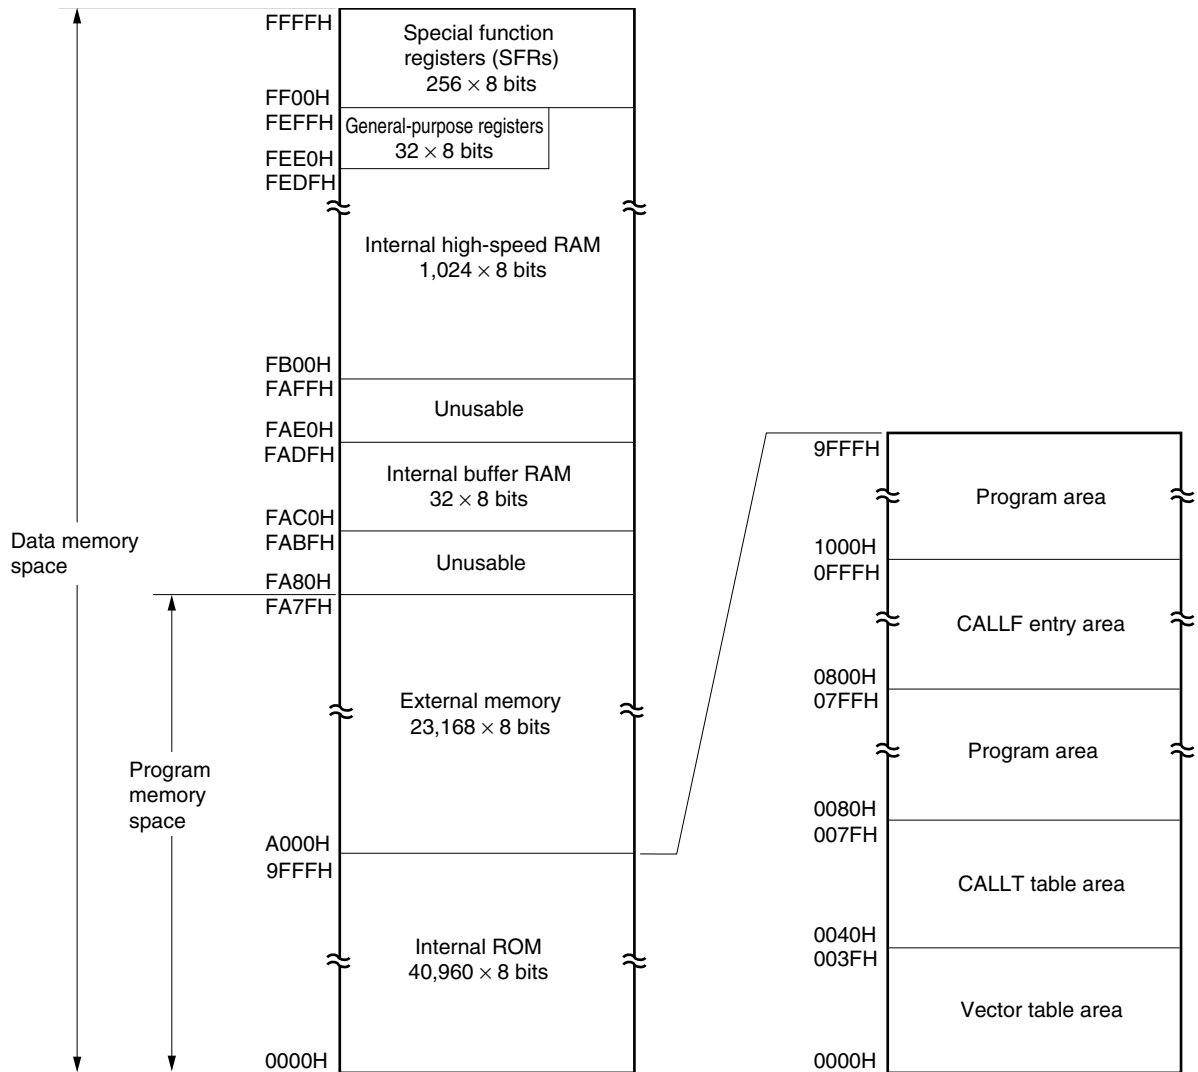 FFFFH
Special function
registers (SFRs)
256 × 8 bits
FF00H
FEFFH
General-purpose registers
32 × 8 bits
FEE0H
FEDFH
Internal high-speed RAM
1,024 × 8 bits
FB00H
FAFFH
Unusable
FAE0H
FADFH
Internal buffer RAM
32 × 8 bits
FAC0H
FABFH
Unusable
FA80H
FA7FH
Data memory
space
External memory
23,168 × 8 bits
Program
memory
space
A000H
9FFFH
Internal ROM
40,960 × 8 bits
0000H
9FFFH
Program area
1000H
0FFFH
CALLF entry area
0800H
07FFH
Program area
0080H
007FH
CALLT table area
0040H
003FH
Vector table area
0000H